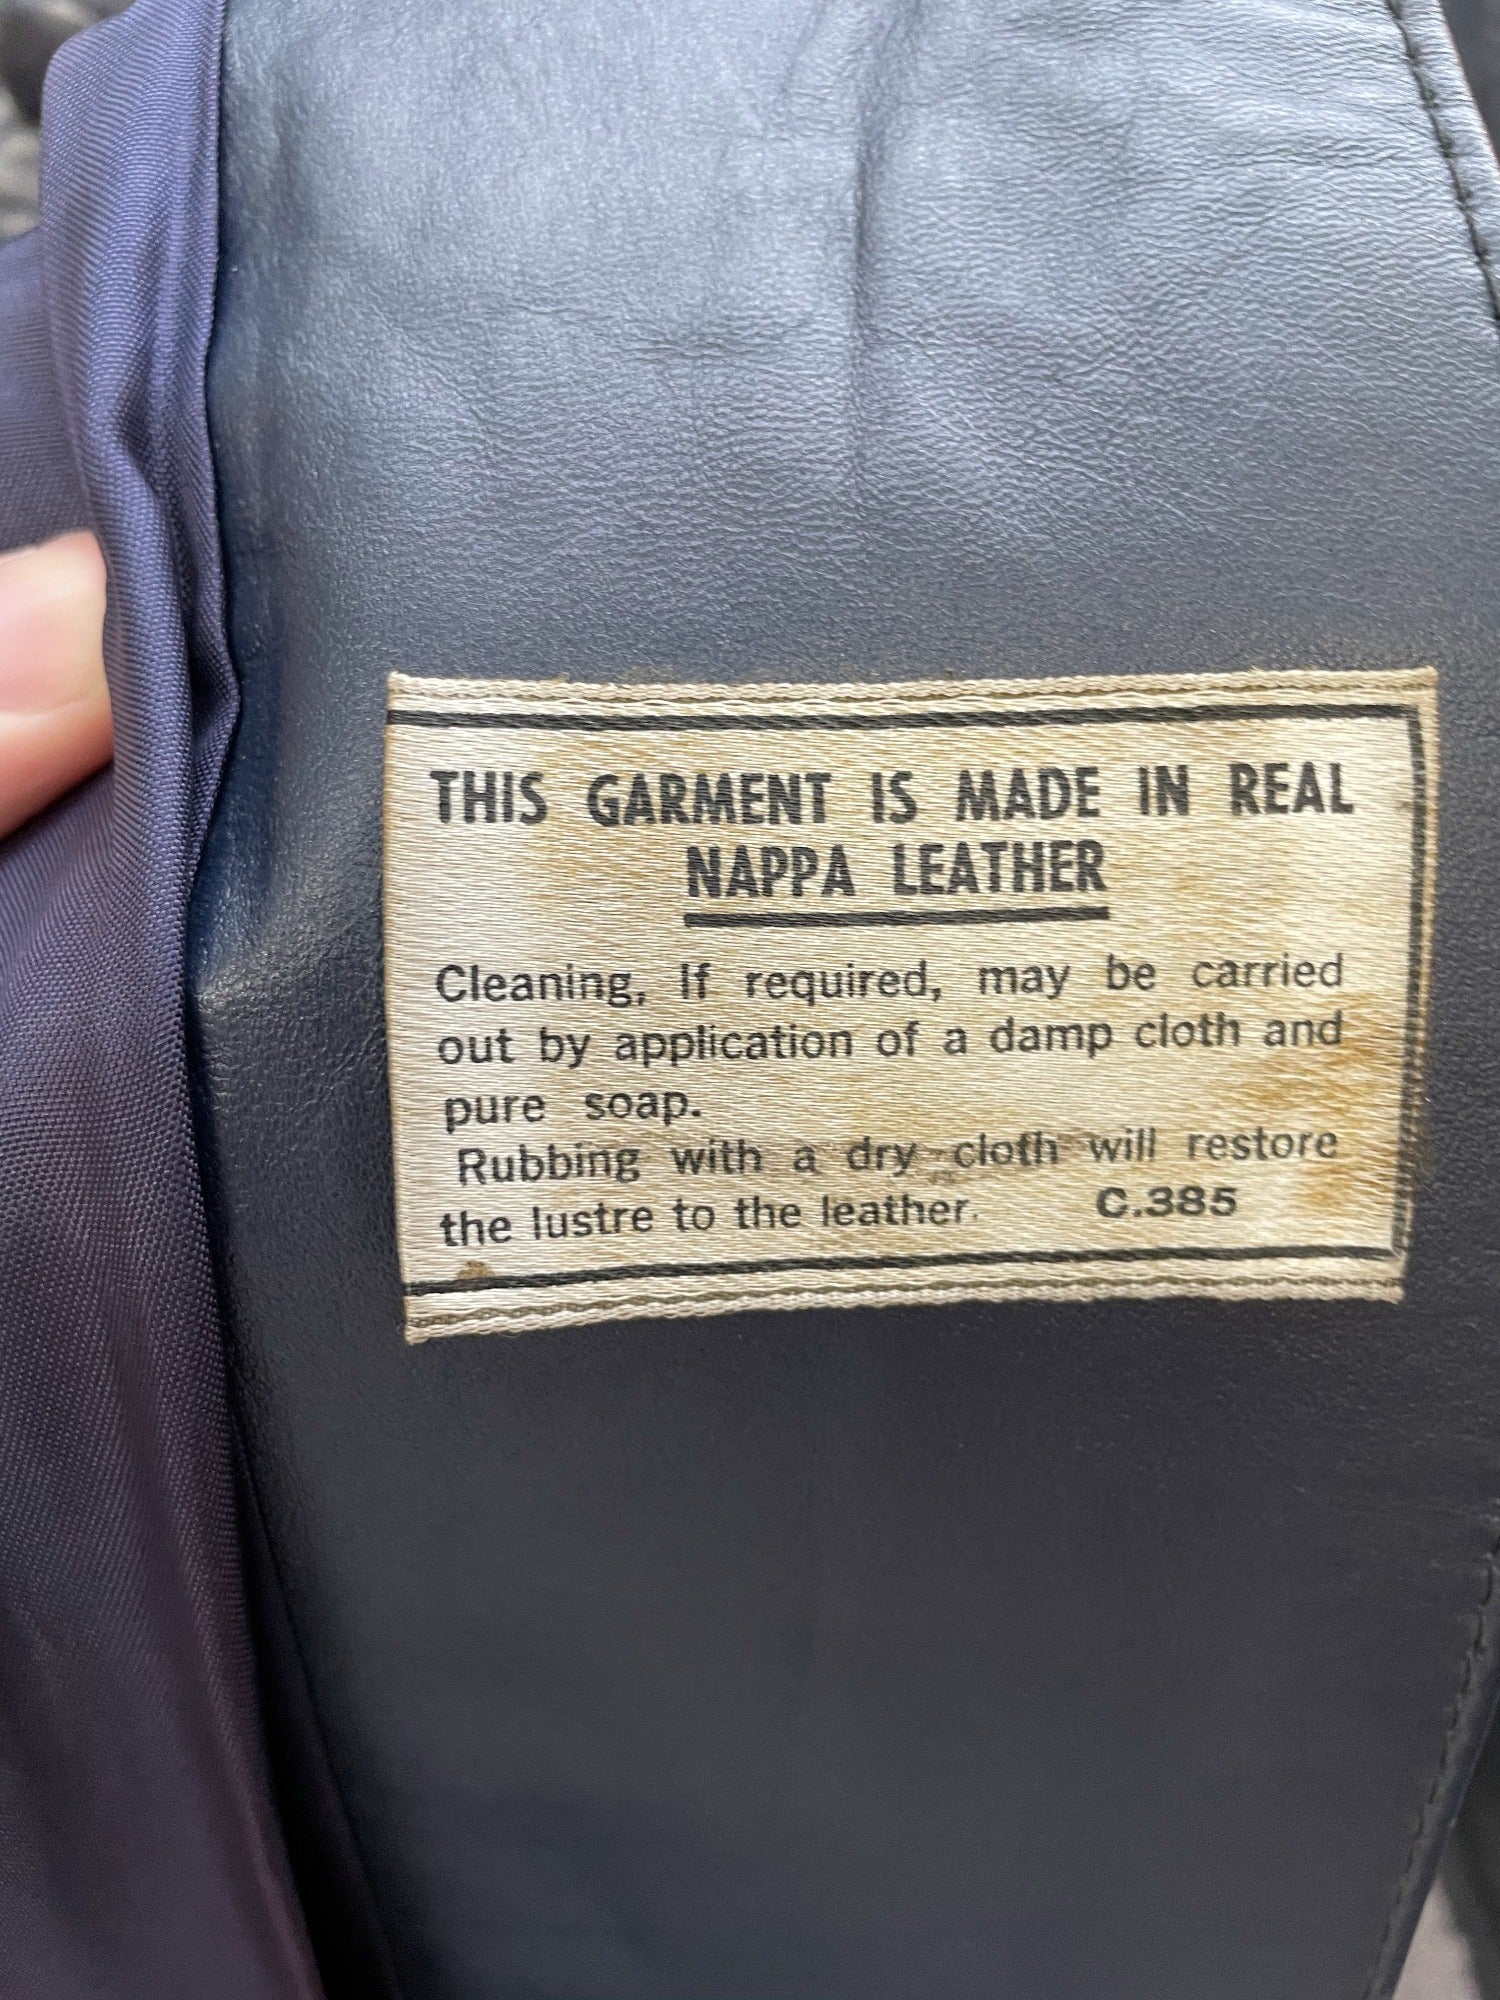 THIS GARMENT IS MADE IN REAL
NAPPA LEATHER
Cleaning, If required, may be carried
out by application of a damp cloth and
pure soap.
Rubbing with a dry cloth will restore
the lustre to the leather. C.385